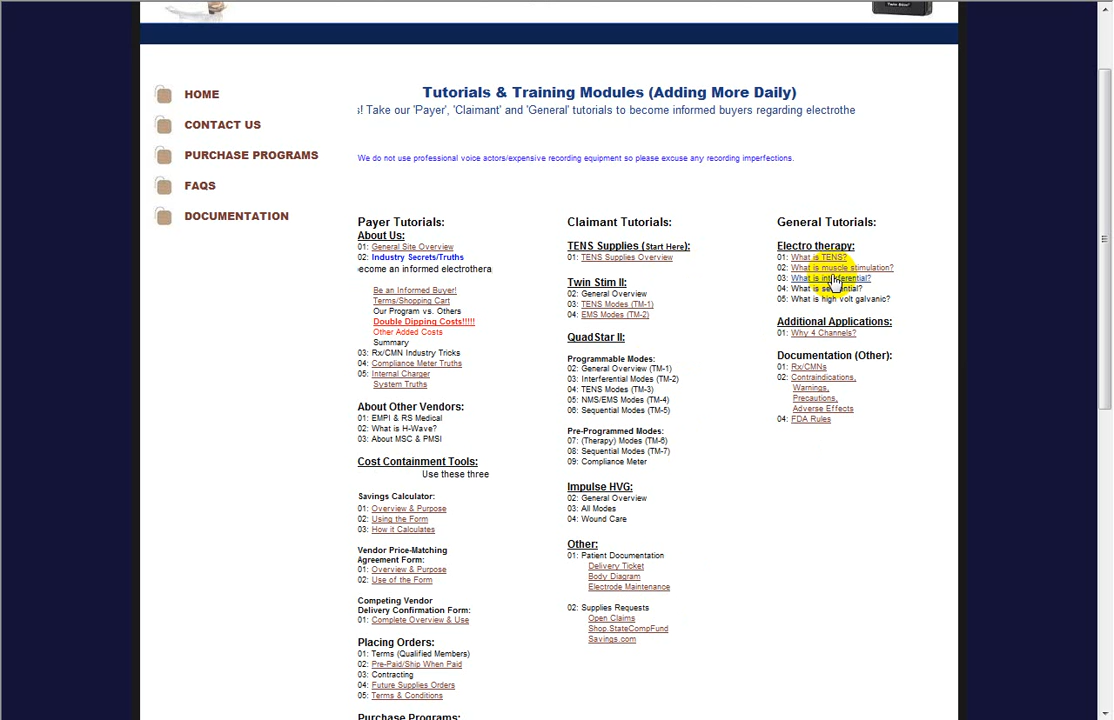 HOME
CONTACT US
PURCHASE PROGRAMS
FAQS
DOCUMENTATION
Tutorials & Training Modules (Adding More Daily)
s! Take our 'Payer', 'Claimant' and 'General' tutorials to become informed buyers regarding electrothe
We do not use professional voice actors/expensive recording equipment so please excuse any recording imperfections.
Payer Tutorials:
About Us:
01: General Site Overview
02: Industry Secrets/Truths
ecome an informed electrothera
Be an Informed Buyer!
Terms/Shopping Cart
Our Program vs. Others
Double Dipping Costs!!!!!
Other Added Costs
Summary
03: Rx/CMN Industry Tricks
04: Compliance Meter Truths
05: Internal Charger
System Truths
About Other Vendors:
01: EMPI & RS Medical
02: What is H-Wave?
03: About MSC & PMSI
Cost Containment Tools:
Use these three
Savings Calculator:
01: Overview & Purpose
02: Using the Form
03: How it Calculates
Vendor Price-Matching
Agreement Form:
01: Overview & Purpose
02: Use of the Form
Competing Vendor
Delivery Confirmation Form:
01: Complete Overview & Use
Placing Orders:
01: Terms (Qualified Members)
02: Pre-Paid/Ship When Paid
03: Contracting
04: Future Supplies Orders
05: Terms & Conditions
Purchase Programs:
Claimant Tutorials:
TENS Supplies (Start Here):
01: TENS Supplies Overview
Twin Stim II:
02: General Overview
03: TENS Modes (TM-1)
04: EMS Modes (TM-2)
QuadStar II:
Programmable Modes:
02: General Overview (TM-1)
03: Interferential Modes (TM-2)
04: TENS Modes (TM-3)
05: NMS/EMS Modes (TM-4)
06: Sequential Modes (TM-5)
Pre-Programmed Modes:
07: (Therapy) Modes (TM-6)
08: Sequential Modes (TM-7)
09: Compliance Meter
Impulse HVG:
02: General Overview
03: All Modes
04: Wound Care
Other:
01: Patient Documentation
Delivery Ticket
Body Diagram
Electrode Maintenance
02: Supplies Requests
Open Claims
Shop.StateCompFund
Savings.com
General Tutorials:
Electro therapy:
01: What is TENS?
02: What is muscle stimulation?
03: What is interferential?
04: What is sequential?
05: What is high volt galvanic?
Additional Applications:
01: Why 4 Channels?
Documentation (Other):
01: Rx/CMNs
02: Contraindications,
Warnings,
Precautions,
Adverse Effects
04: FDA Rules